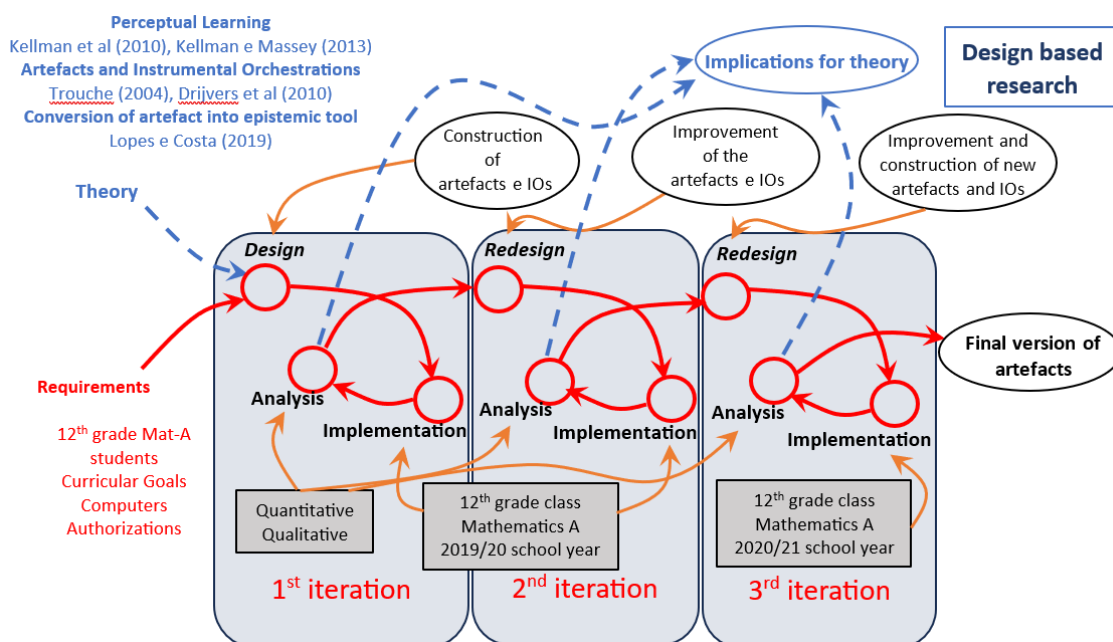 Perceptual Learning
Kellman et al (2010), Kellman e Massey (2013)
Artefacts and Instrumental Orchestrations
Trouche (2004), Drijvers et al (2010)
Conversion of artefact into epistemic tool
Lopes e Costa (2019)
Implications for theory
Design based
research
Construction
of
artefacts e IOs
Improvement
of the
artefacts e IOs
Improvement and
construction of new
artefacts and IOs
Theory
Design
Redesign
Redesign
Requirements
12th grade Mat-A
students
Curricular Goals
Computers
Authorizations
Analysis
Implementation
Analysis
Implementation
Analysis
Implementation
Final version of
artefacts
Quantitative
Qualitative
12th grade class
Mathematics A
2019/20 school year
12th grade class
Mathematics A
2020/21 school year
1st iteration
2nd iteration
3rd iteration